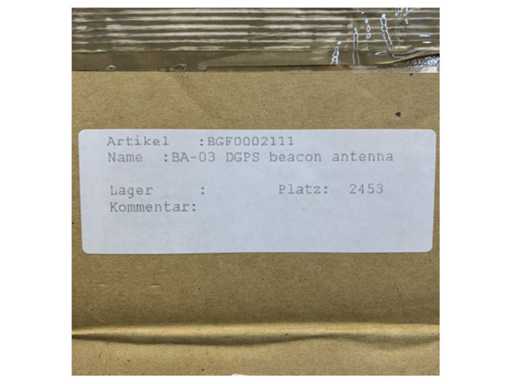 Artikel :BGF0002111
Name :BA-03 DGPS beacon antenna
Lager : Platz: 2453
Kommentar: